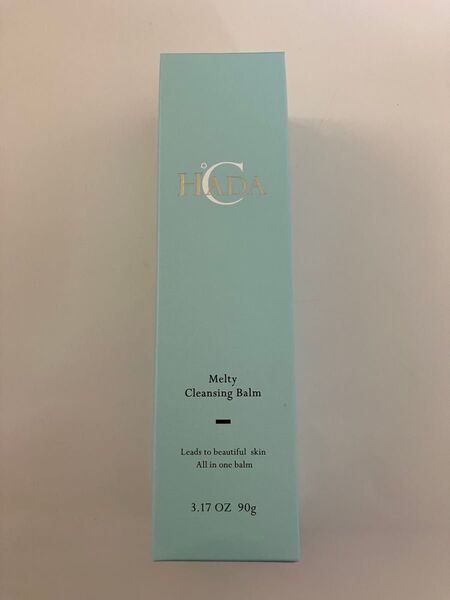 ℃
HADA
Melty
Cleansing Balm
Leads to beautiful skin
All in one balm
3.17 OZ 90g